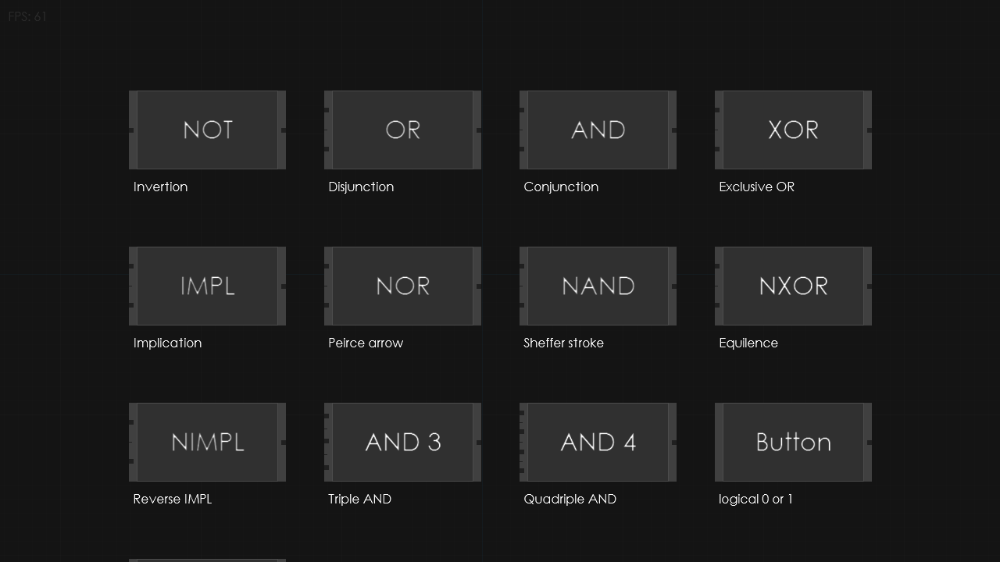 FPS: 61
NOT
OR
AND
XOR
Invertion
Disjunction
Conjunction
Exclusive OR
IMPL
NOR
NAND
NXOR
Implication
Peirce arrow
Sheffer stroke
Equilence
NIMPL
AND 3
AND 4
Button
Reverse IMPL
Triple AND
Quadriple AND
logical 0 or 1